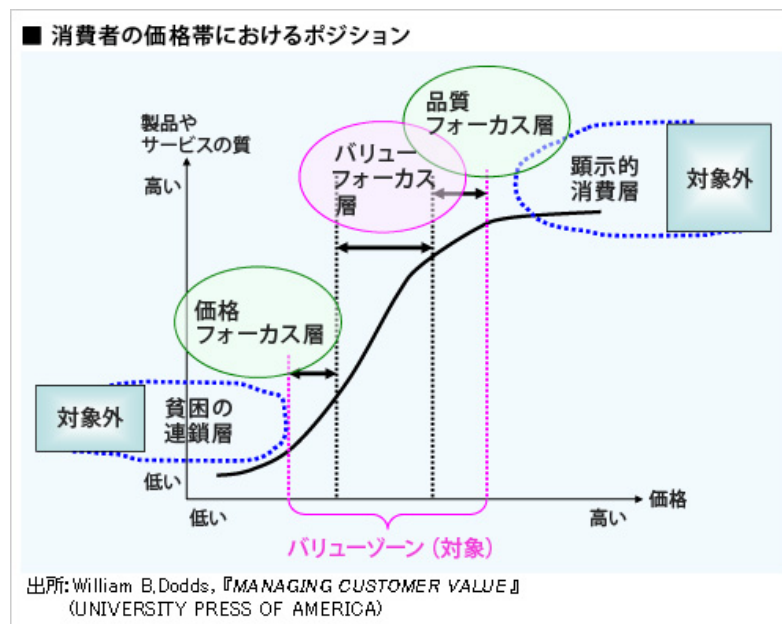 ■ 消費者の価格帯におけるポジション
製品や
サービスの質
高い
品質
フォーカス層
バリュー
フォーカス
層
顕示的
消費層
対象外
価格
フォーカス層
対象外
貧困の
連鎖層
低い
低い
高い
価格
バリューゾーン(対象)
出所:William B,Dodds,『MANAGING CUSTOMER VALUE』
(UNIVERSITY PRESS OF AMERICA)